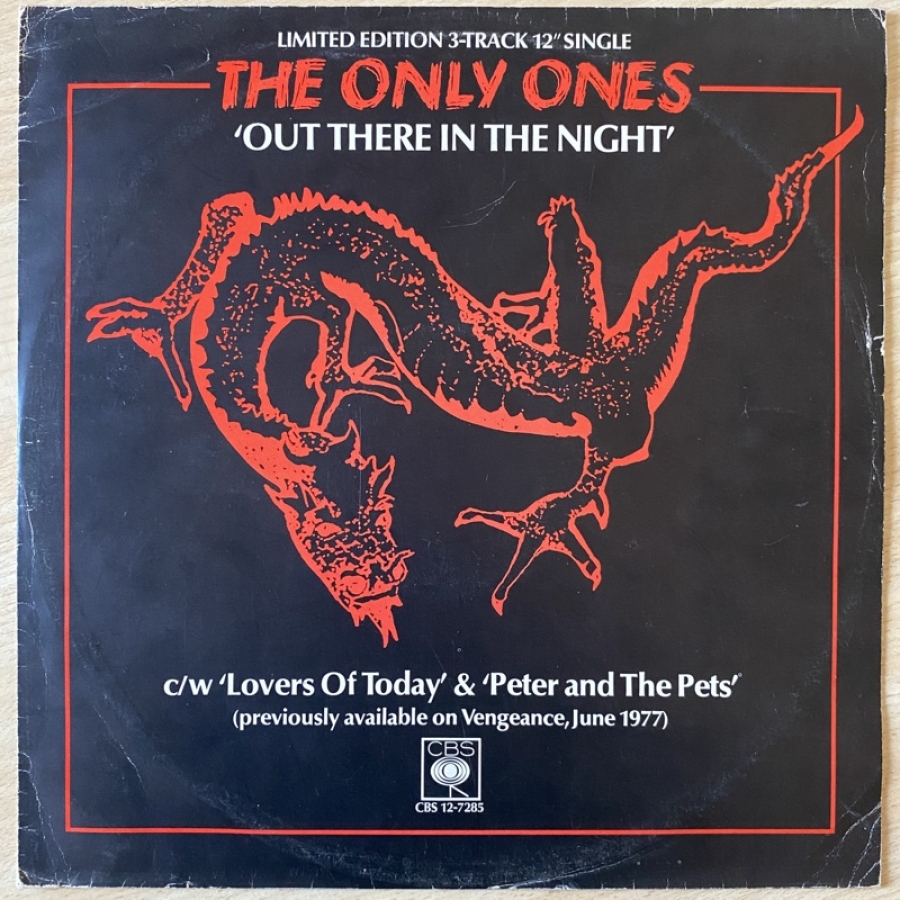 LIMITED EDITION 3-TRACK 12" SINGLE
THE ONLY ONES
‘OUT THERE IN THE NIGHT’
c/w ‘Lovers Of Today’ & ‘Peter and The Pets’
(previously available on Vengeance, June 1977)
CBS
CBS 12-7285